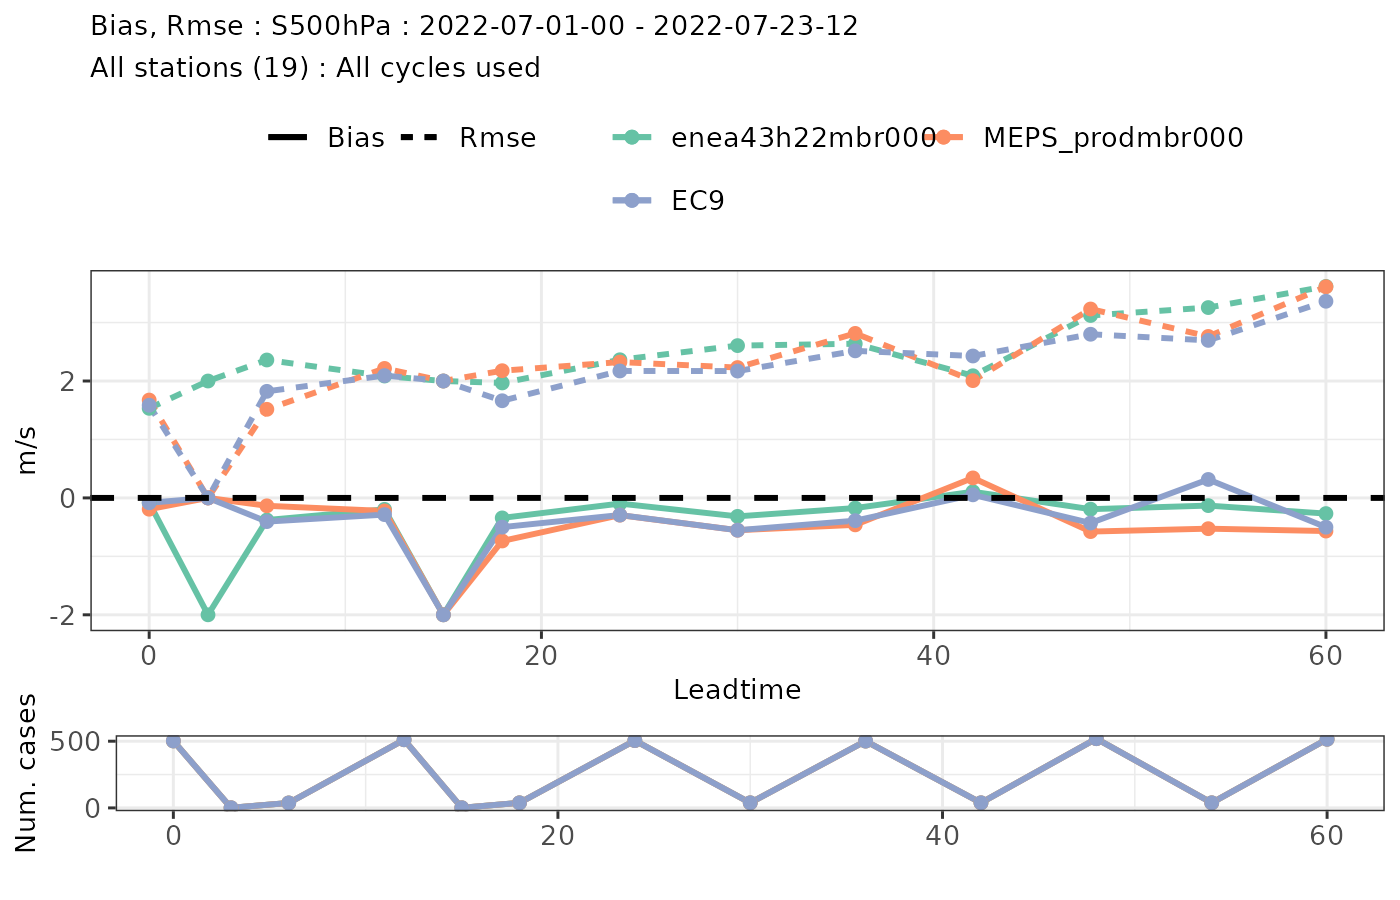 Bias, Rmse : S500hPa : 2022-07-01-00 - 2022-07-23-12
All stations (19) : All cycles used
Bias Rmse enea43h22mbr000 MEPS_prodmbr000
EC9
m/s
2
0
-2
0 20 40 60
Leadtime
Num. cases
500
0
0 20 40 60